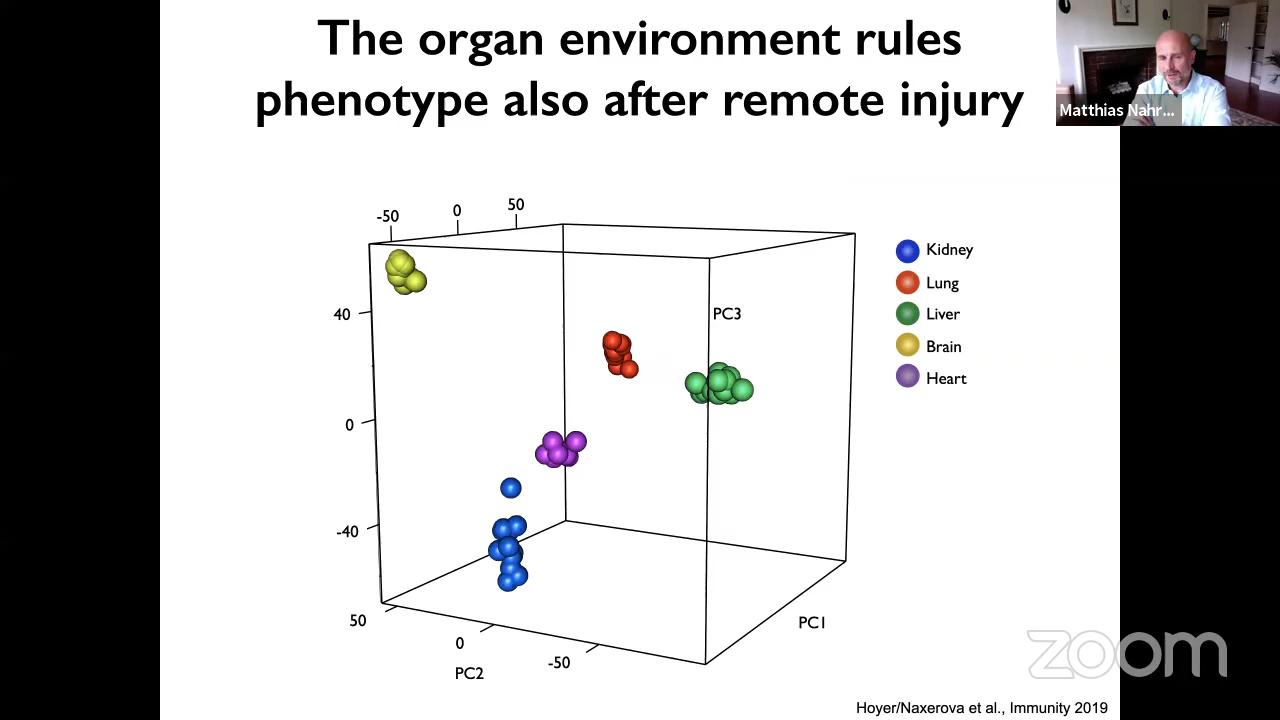 The organ environment rules
phenotype also after remote injury
Matthias Nahr...
-50
0
50
40
0
-40
50
0
-50
PC2
PC1
PC3
Kidney
Lung
Liver
Brain
Heart
zoom
Hoyer/Naxerova et al., Immunity 2019